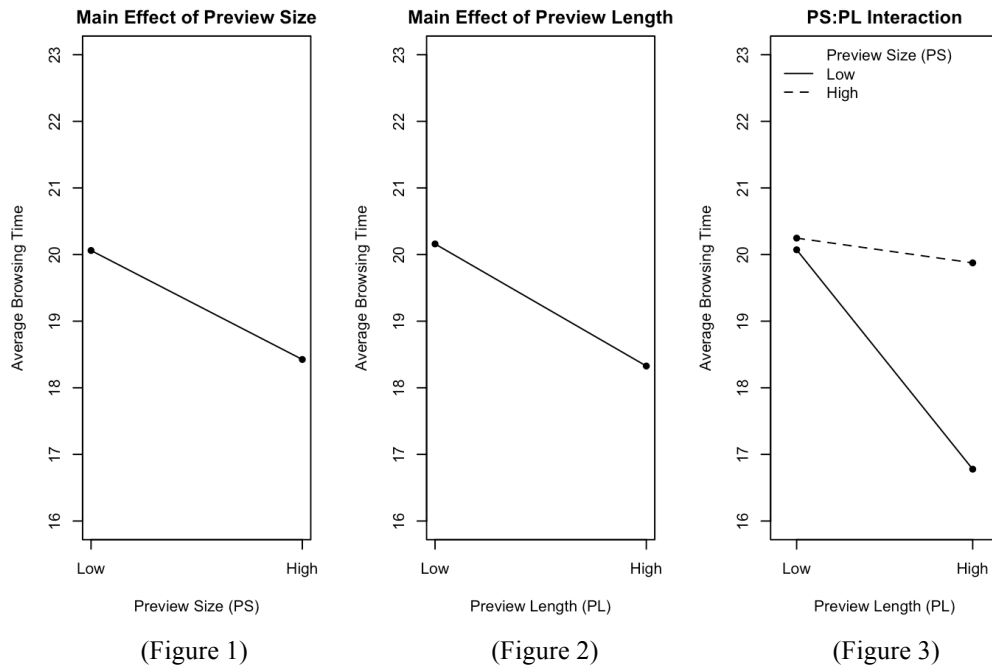 Main Effect of Preview Size
23
22
21
20
19
18
17
16
Average Browsing Time
Low
High
Preview Size (PS)
(Figure 1)
Main Effect of Preview Length
23
22
21
20
19
18
17
16
Average Browsing Time
Low
High
Preview Length (PL)
(Figure 2)
PS:PL Interaction
Preview Size (PS)
Low
High
23
22
21
20
19
18
17
16
Average Browsing Time
Low
High
Preview Length (PL)
(Figure 3)